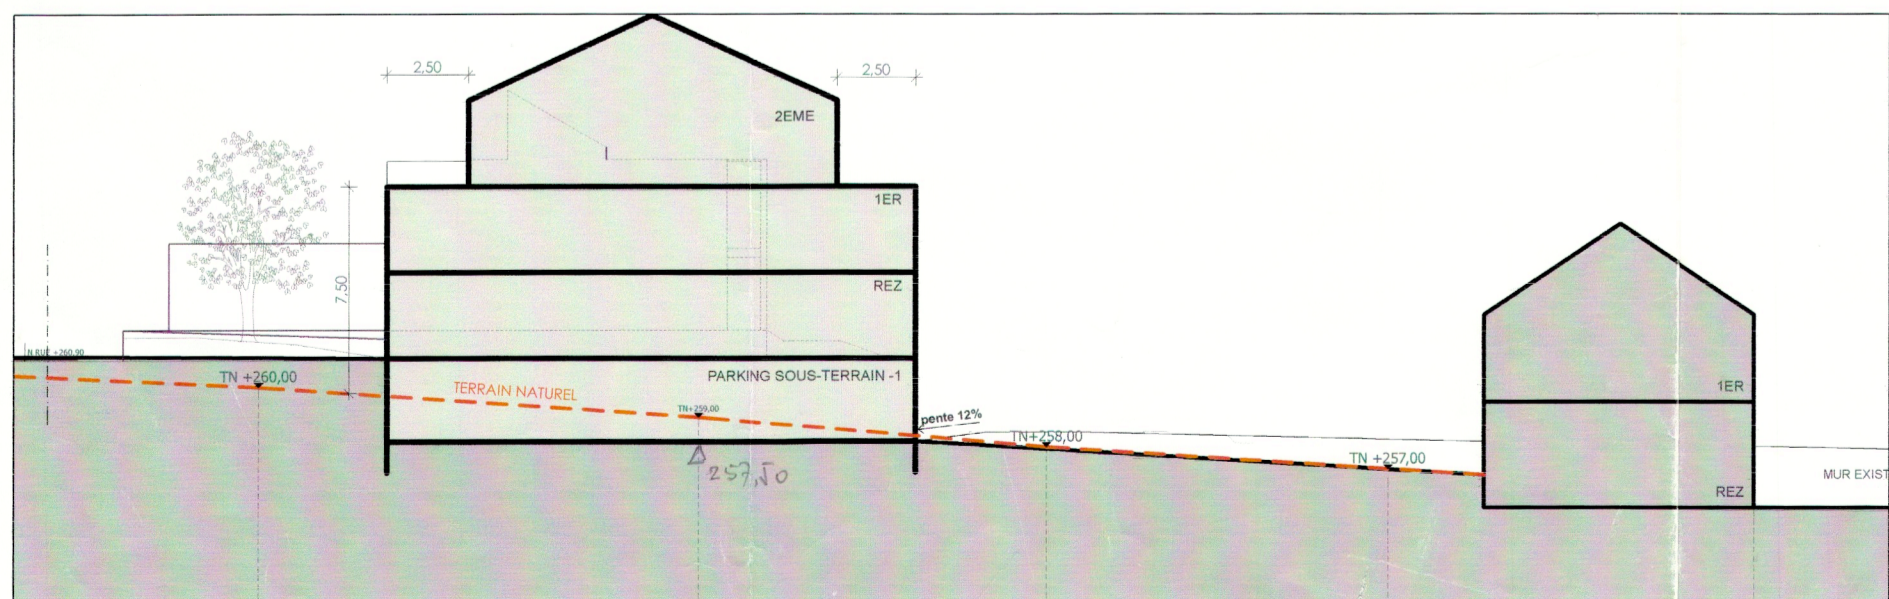 2,50
2,50
2EME
1ER
REZ
7,50
N RUE +260.90
TN +260,00
TERRAIN NATUREL
PARKING SOUS-TERRAIN -1
TN+259,00
pente 12%
TN+258,00
TN +257,00
257,50
1ER
REZ
MUR EXIST